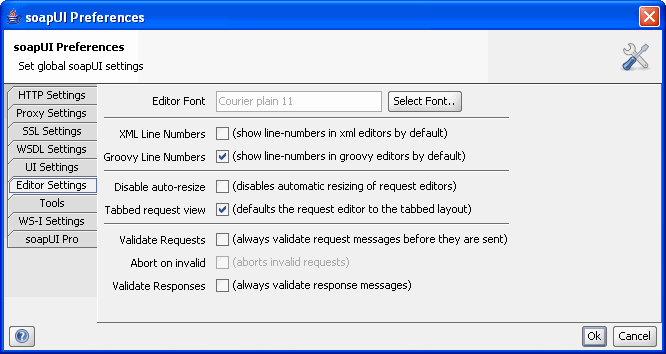 soapUI Preferences
soapUI Preferences
Set global soapUI settings
HTTP Settings
Proxy Settings
SSL Settings
WSDL Settings
UI Settings
Editor Settings
Tools
WS-I Settings
soapUI Pro
Editor Font Courier plain 11 Select Font..
XML Line Numbers (show line-numbers in xml editors by default)
Groovy Line Numbers (show line-numbers in groovy editors by default)
Disable auto-resize (disables automatic resizing of request editors)
Tabbed request view (defaults the request editor to the tabbed layout)
Validate Requests (always validate request messages before they are sent)
Abort on invalid (aborts invalid requests)
Validate Responses (always validate response messages)
? Ok Cancel